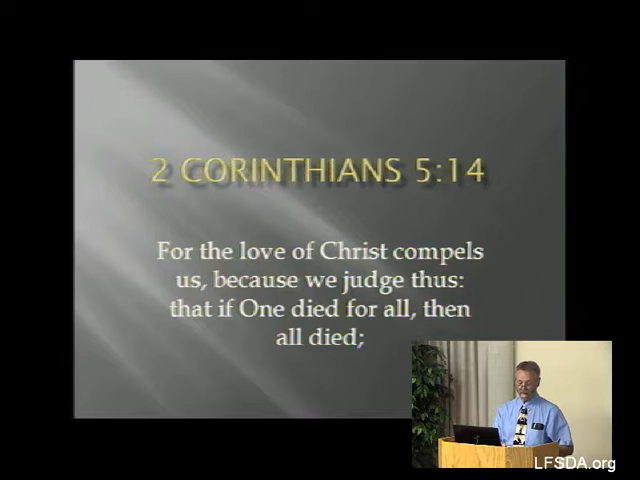 2 CORINTHIANS 5:14
For the love of Christ compels
us, because we judge thus:
that if One died for all, then
all died;
LFSDA.org